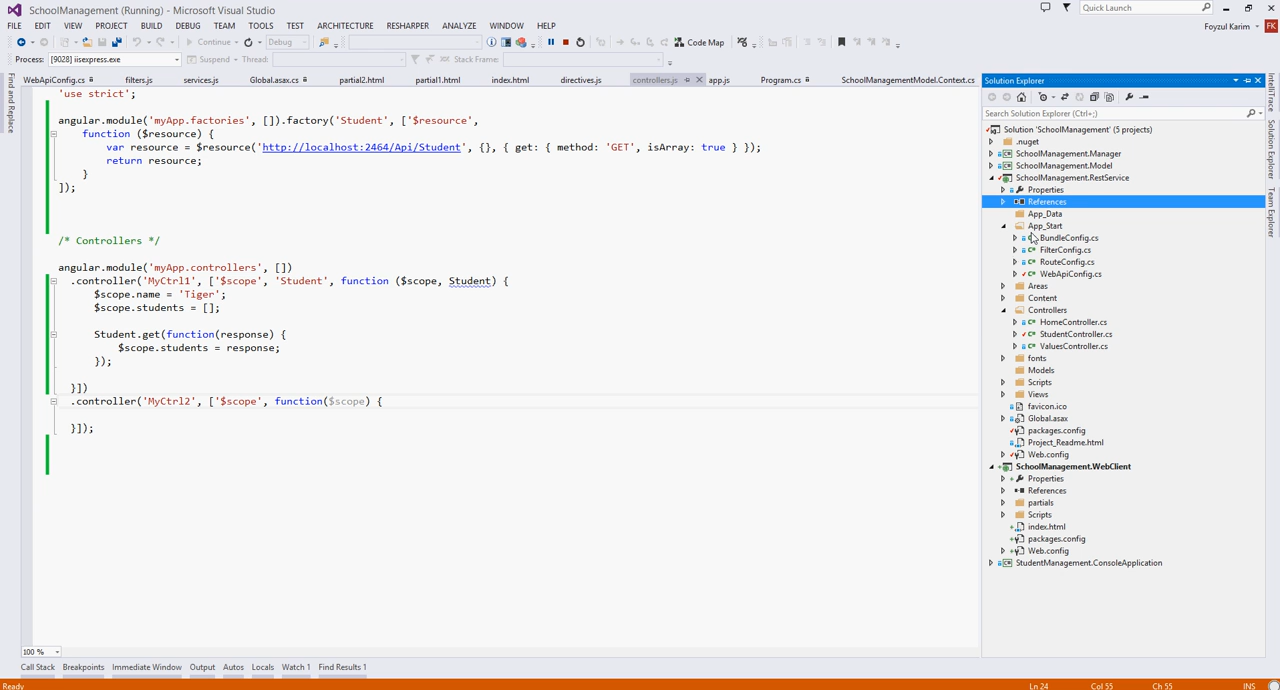 SchoolManagement (Running) - Microsoft Visual Studio
Quick Launch
FILE EDIT VIEW PROJECT BUILD DEBUG TEAM TOOLS TEST ARCHITECTURE RESHARPER ANALYZE WINDOW HELP
Foyzul Karim FK
Continue Debug Code Map
Process: [9028] iisexpress.exe Suspend Thread: Stack Frame:
WebApiConfig.cs filters.js services.js Global.asax.cs partial2.html partial1.html index.html directives.js controllers.js app.js Program.cs SchoolManagementModel.Context.cs
Find and Replace
'use strict';
angular.module('myApp.factories', []).factory('Student', ['$resource',
function ($resource) {
var resource = $resource('http://localhost:2464/Api/Student', {}, { get: { method: 'GET', isArray: true } });
return resource;
}
]);
/* Controllers */
angular.module('myApp.controllers', [])
.controller('MyCtrl1', ['$scope', 'Student', function ($scope, Student) {
$scope.name = 'Tiger';
$scope.students = [];
Student.get(function(response) {
$scope.students = response;
});
}])
.controller('MyCtrl2', ['$scope', function($scope) {
}]);
100 %
Solution Explorer
Search Solution Explorer (Ctrl+;)
Solution 'SchoolManagement' (5 projects)
.nuget
SchoolManagement.Manager
SchoolManagement.Model
SchoolManagement.RestService
Properties
References
App_Data
App_Start
BundleConfig.cs
FilterConfig.cs
RouteConfig.cs
WebApiConfig.cs
Areas
Content
Controllers
HomeController.cs
StudentController.cs
ValuesController.cs
fonts
Models
Scripts
Views
favicon.ico
Global.asax
packages.config
Project_Readme.html
Web.config
SchoolManagement.WebClient
Properties
References
partials
Scripts
index.html
packages.config
Web.config
StudentManagement.ConsoleApplication
IntelliTrace
Solution Explorer
Team Explorer
Call Stack Breakpoints Immediate Window Output Autos Locals Watch 1 Find Results 1
Ready Ln 24 Col 55 Ch 55 INS